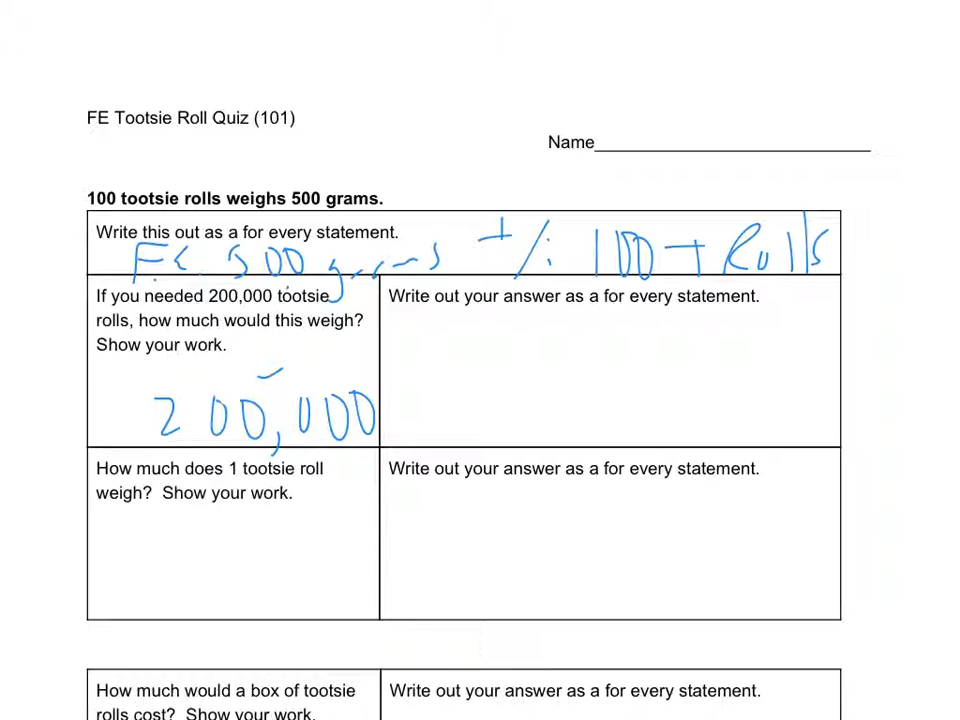 FE Tootsie Roll Quiz (101)
Name
100 tootsie rolls weighs 500 grams.
Write this out as a for every statement.
500 grams 100 T Rolls
If you needed 200,000 tootsie
rolls, how much would this weigh?
Show your work.
Write out your answer as a for every statement.
200,000
How much does 1 tootsie roll
weigh? Show your work.
Write out your answer as a for every statement.
How much would a box of tootsie
rolls cost? Show your work.
Write out your answer as a for every statement.